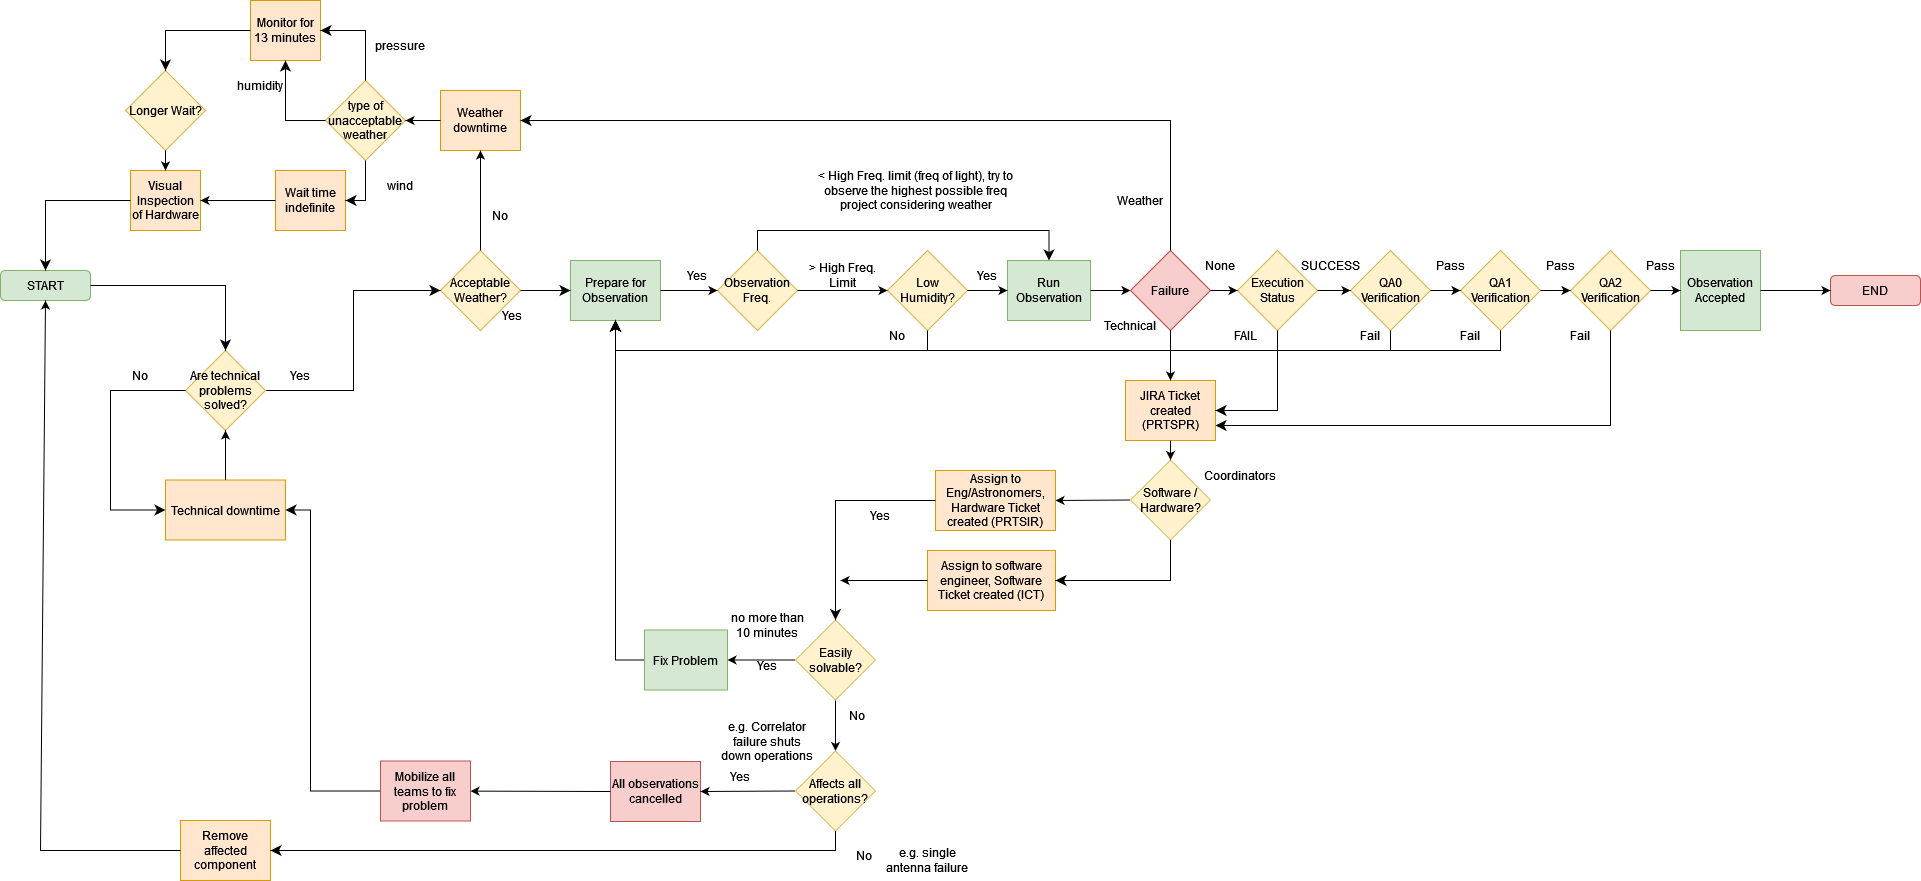 Monitor for
13 minutes
pressure
humidity
Longer Wait?
type of
unacceptable
weather
Weather
downtime
Visual
Inspection
of Hardware
Wait time
indefinite
wind
No
< High Freq. limit (freq of light), try to
observe the highest possible freq
project considering weather
Weather
START
Acceptable
Weather?
Yes
Prepare for
Observation
Yes
Observation
Freq.
> High Freq.
Limit
Low
Humidity?
Yes
No
Run
Observation
Failure
None
Technical
Execution
Status
SUCCESS
FAIL
QA0
Verification
Pass
Fail
QA1
Verification
Pass
Fail
QA2
Verification
Pass
Fail
Observation
Accepted
END
No
Are technical
problems
solved?
Yes
JIRA Ticket
created
(PRTSPR)
Technical downtime
Coordinators
Software /
Hardware?
Assign to
Eng/Astronomers,
Hardware Ticket
created (PRTSIR)
Yes
Assign to software
engineer, Software
Ticket created (ICT)
no more than
10 minutes
Fix Problem
Yes
Easily
solvable?
No
e.g. Correlator
failure shuts
down operations
Mobilize all
teams to fix
problem
All observations
cancelled
Yes
Affects all
operations?
Remove
affected
component
No
e.g. single
antenna failure